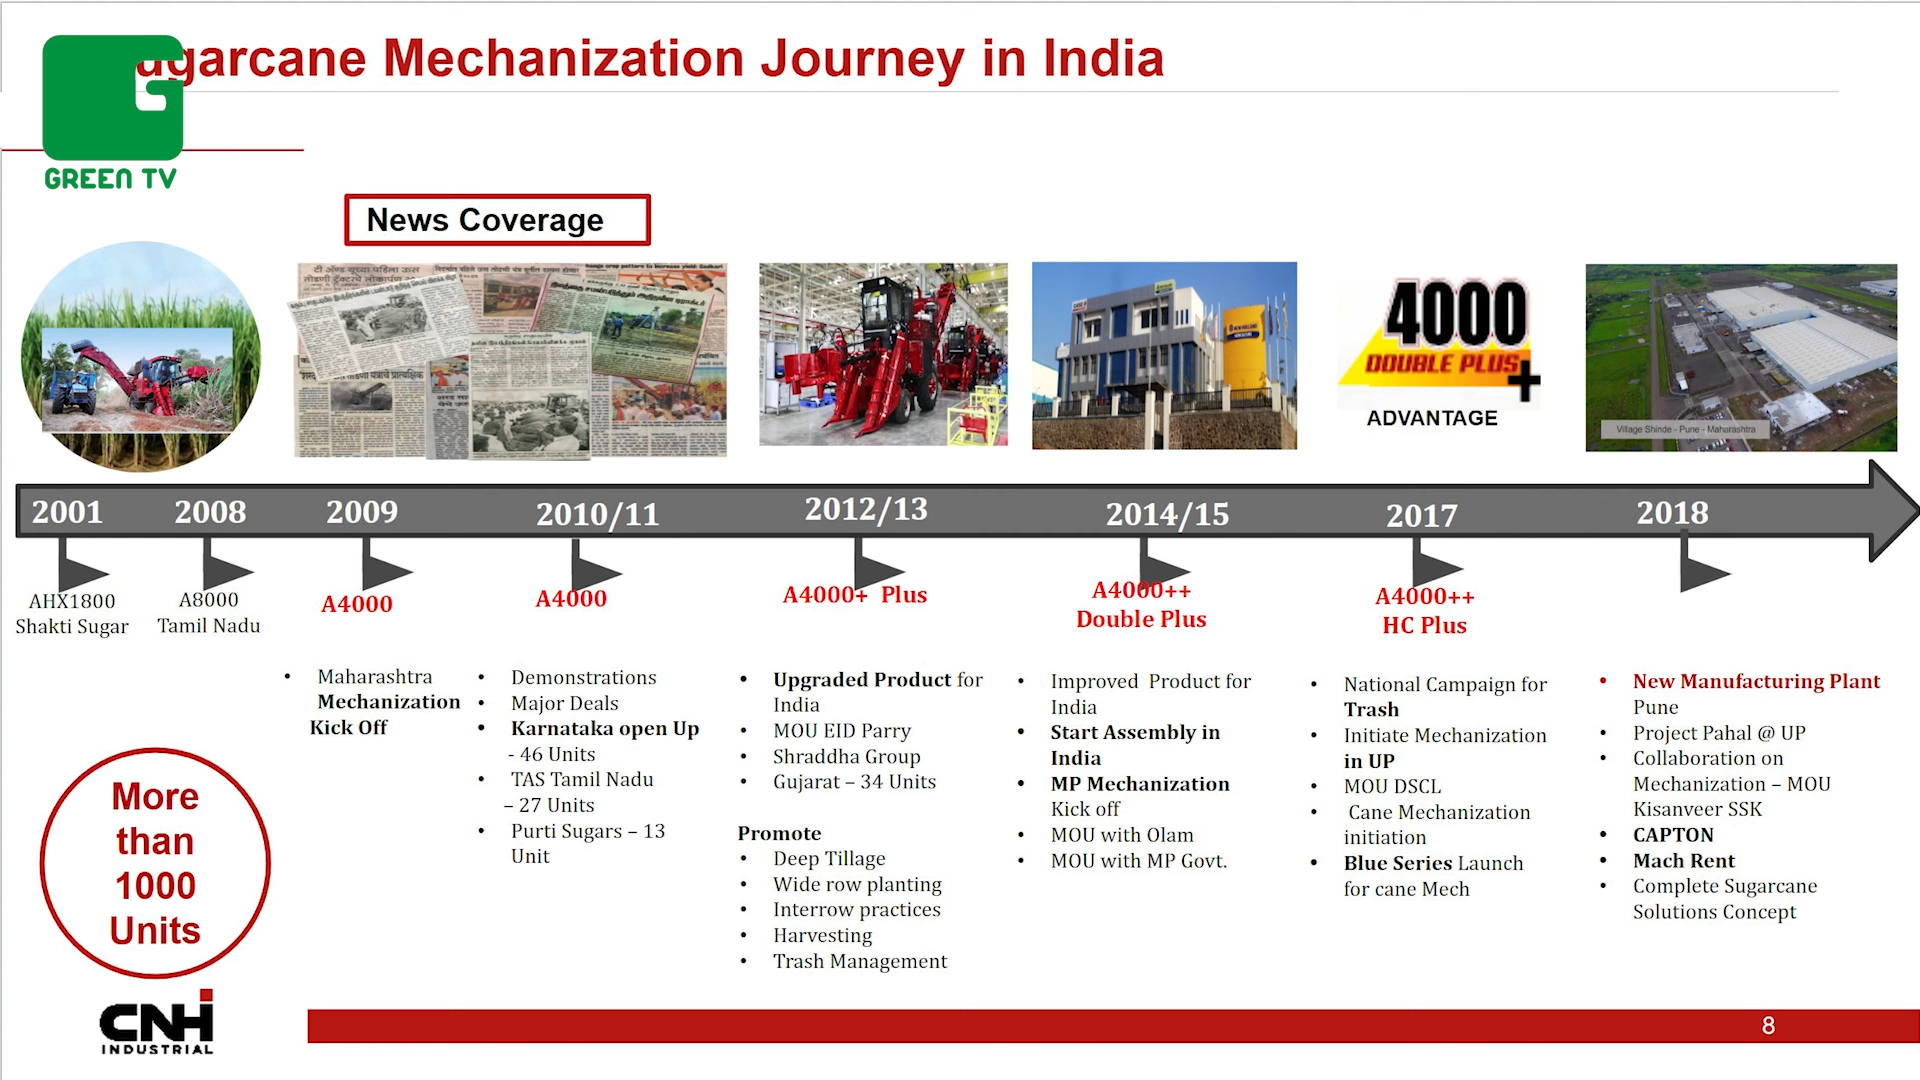 ugarcane Mechanization Journey in India
GREEN TV
News Coverage
4000
DOUBLE PLUS+
ADVANTAGE
Village Shinde - Pune - Maharashtra
2001
2008
2009
2010/11
2012/13
2014/15
2017
2018
AHX1800
Shakti Sugar
A8000
Tamil Nadu
A4000
A4000
A4000+ Plus
A4000++
Double Plus
A4000++
HC Plus
• Maharashtra
Mechanization
Kick Off
• Demonstrations
• Major Deals
• Karnataka open Up
- 46 Units
• TAS Tamil Nadu
– 27 Units
• Purti Sugars – 13
Unit
• Upgraded Product for
India
• MOU EID Parry
• Shraddha Group
• Gujarat – 34 Units
Promote
• Deep Tillage
• Wide row planting
• Interrow practices
• Harvesting
• Trash Management
• Improved Product for
India
• Start Assembly in
India
• MP Mechanization
Kick off
• MOU with Olam
• MOU with MP Govt.
• National Campaign for
Trash
• Initiate Mechanization
in UP
• MOU DSCL
• Cane Mechanization
initiation
• Blue Series Launch
for cane Mech
• New Manufacturing Plant
Pune
• Project Pahal @ UP
• Collaboration on
Mechanization – MOU
Kisanveer SSK
• CAPTON
• Mach Rent
• Complete Sugarcane
Solutions Concept
More
than
1000
Units
CNH
INDUSTRIAL
8